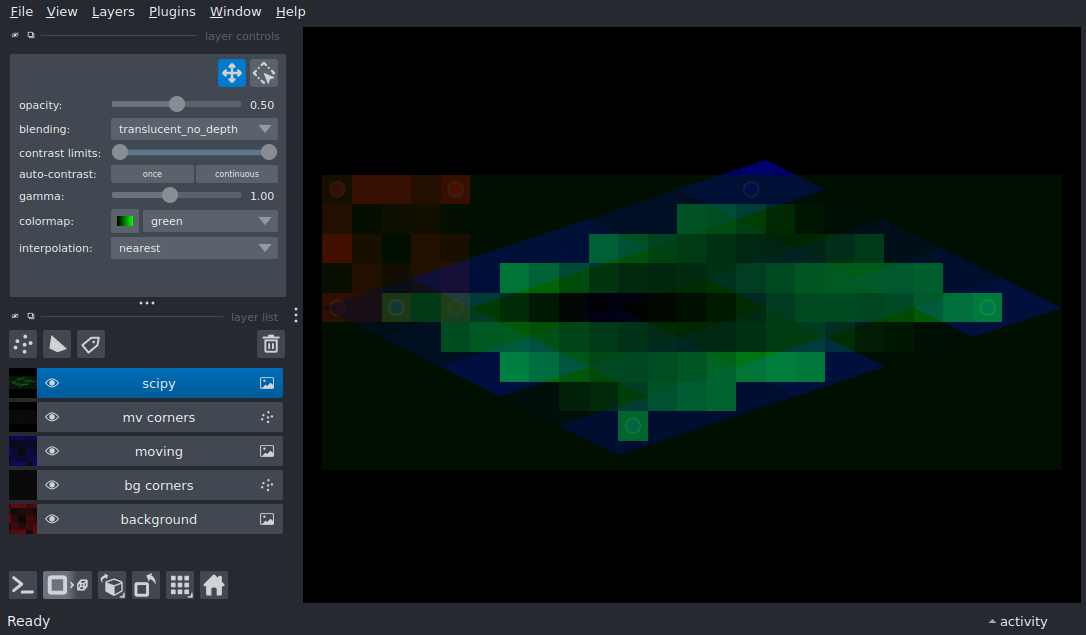 File View Layers Plugins Window Help
layer controls
opacity: 0.50
blending: translucent_no_depth
contrast limits:
auto-contrast: once continuous
gamma: 1.00
colormap: green
interpolation: nearest
layer list
scipy
mv corners
moving
bg corners
background
Ready activity